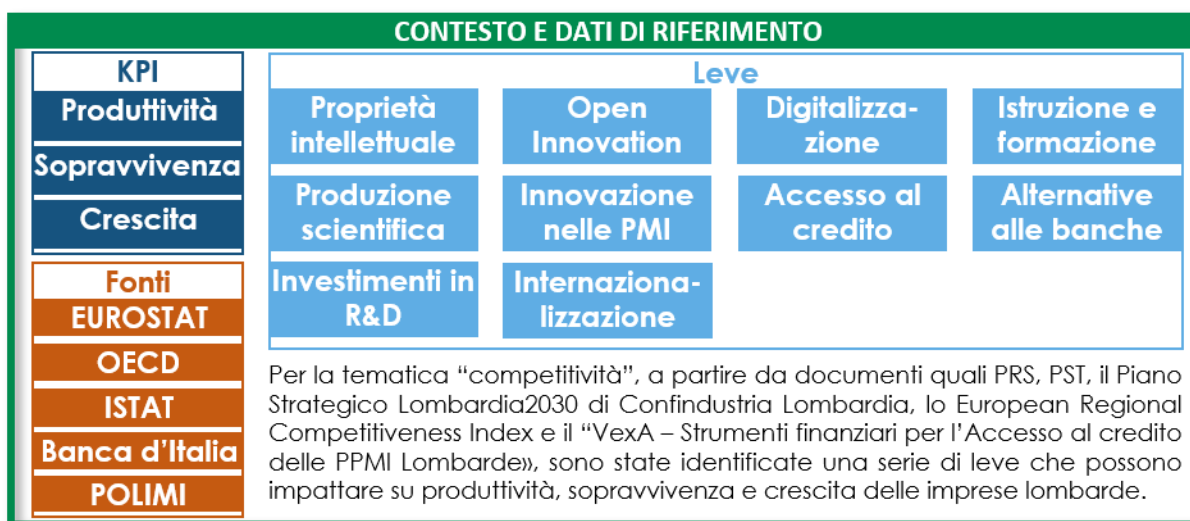 CONTESTO E DATI DI RIFERIMENTO
KPI
Produttività
Sopravvivenza
Crescita
Fonti
EUROSTAT
OECD
ISTAT
Banca d'Italia
POLIMI
Leve
Proprietà
intellettuale
Open
Innovation
Digitalizza-
zione
Istruzione e
formazione
Produzione
scientifica
Innovazione
nelle PMI
Accesso al
credito
Alternative
alle banche
Investimenti in
R&D
Internaziona-
lizzazione
Per la tematica “competitività”, a partire da documenti quali PRS, PST, il Piano
Strategico Lombardia2030 di Confindustria Lombardia, lo European Regional
Competitiveness Index e il “VexA – Strumenti finanziari per l’Accesso al credito
delle PPMI Lombarde», sono state identificate una serie di leve che possono
impattare su produttività, sopravvivenza e crescita delle imprese lombarde.